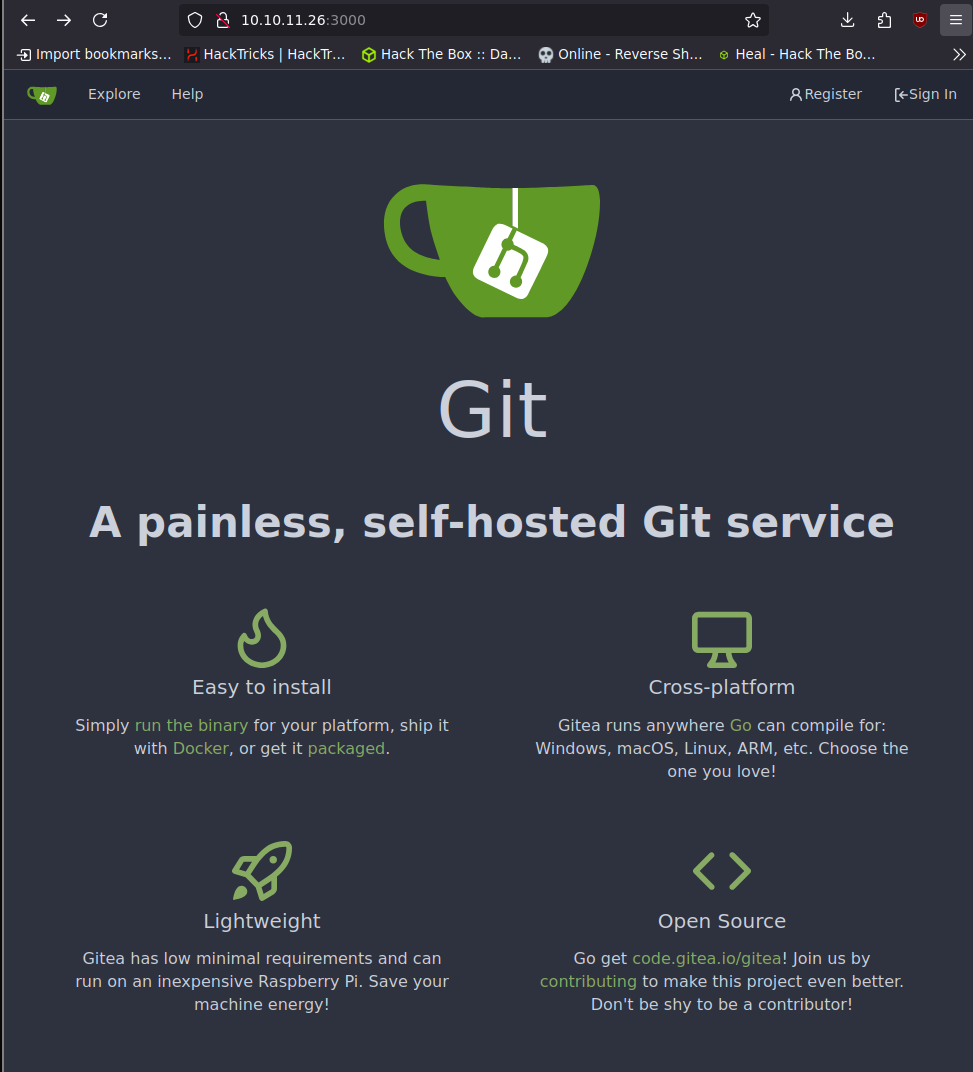 10.10.11.26:3000
UD
Import bookmarks... HackTricks | HackTr... Hack The Box :: Da... Online - Reverse Sh... Heal - Hack The Bo...
Explore Help Register Sign In
Git
A painless, self-hosted Git service
Easy to install
Simply run the binary for your platform, ship it
with Docker, or get it packaged.
Cross-platform
Gitea runs anywhere Go can compile for:
Windows, macOS, Linux, ARM, etc. Choose the
one you love!
Lightweight
Gitea has low minimal requirements and can
run on an inexpensive Raspberry Pi. Save your
machine energy!
Open Source
Go get code.gitea.io/gitea! Join us by
contributing to make this project even better.
Don't be shy to be a contributor!